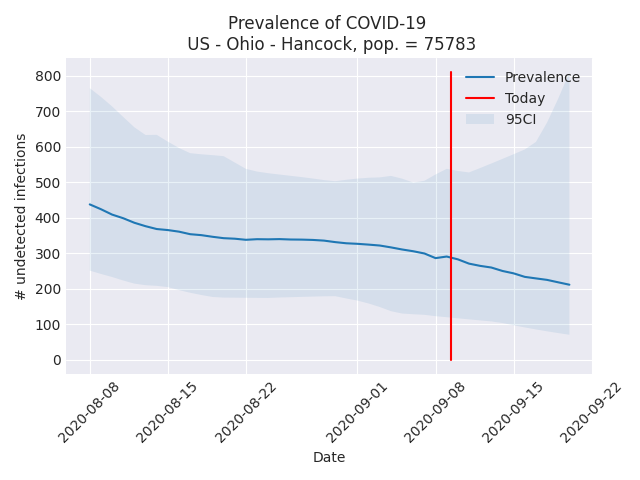 Prevalence of COVID-19
US - Ohio - Hancock, pop. = 75783
Prevalence
Today
95CI
# undetected infections
800
700
600
500
400
300
200
100
0
2020-08-08
2020-08-15
2020-08-22
2020-09-01
2020-09-08
2020-09-15
2020-09-22
Date